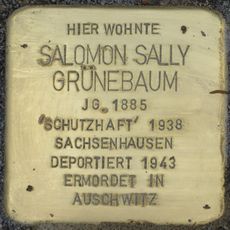 HIER WOHNTE
SALOMON SALLY
GRÜNEBAUM
JG. 1885
'SCHUTZHAFT' 1938
SACHSENHAUSEN
DEPORTIERT 1943
ERMORDET IN
AUSCHWITZ